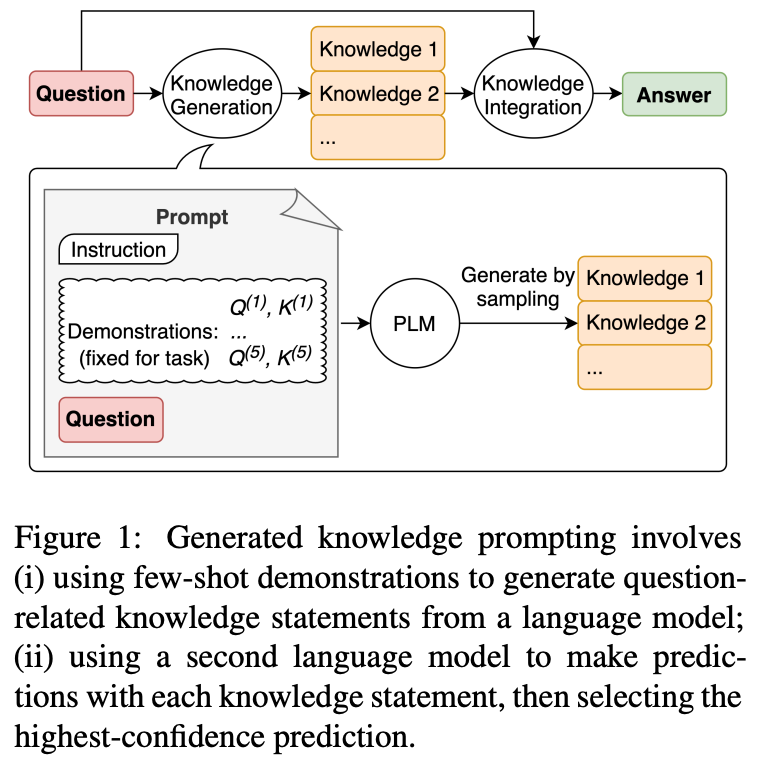 Question
Knowledge
Generation
Knowledge 1
Knowledge 2
...
Knowledge
Integration
Answer
Prompt
Instruction
Demonstrations:
(fixed for task)
Q(1), K(1)
...
Q(5), K(5)
Question
PLM
Generate by
sampling
Knowledge 1
Knowledge 2
...
Figure 1: Generated knowledge prompting involves
(i) using few-shot demonstrations to generate question-
related knowledge statements from a language model;
(ii) using a second language model to make predic-
tions with each knowledge statement, then selecting the
highest-confidence prediction.